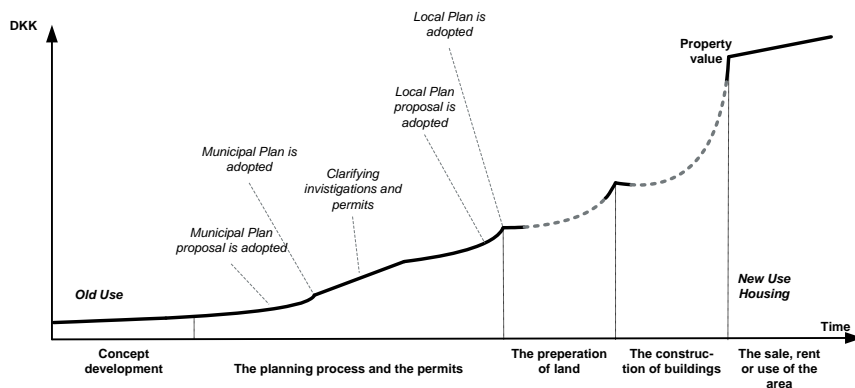 DKK
Local Plan is
adopted
Property
value
Local Plan
proposal is
adopted
Municipal Plan is
adopted
Clarifying
invistigations and
permits
Municipal Plan
proposal is adopted
Old Use
New Use
Housing
Time
Concept
development
The planning process and the permits
The preperation
of land
The construc-
tion of buildings
The sale, rent
or use of the
area